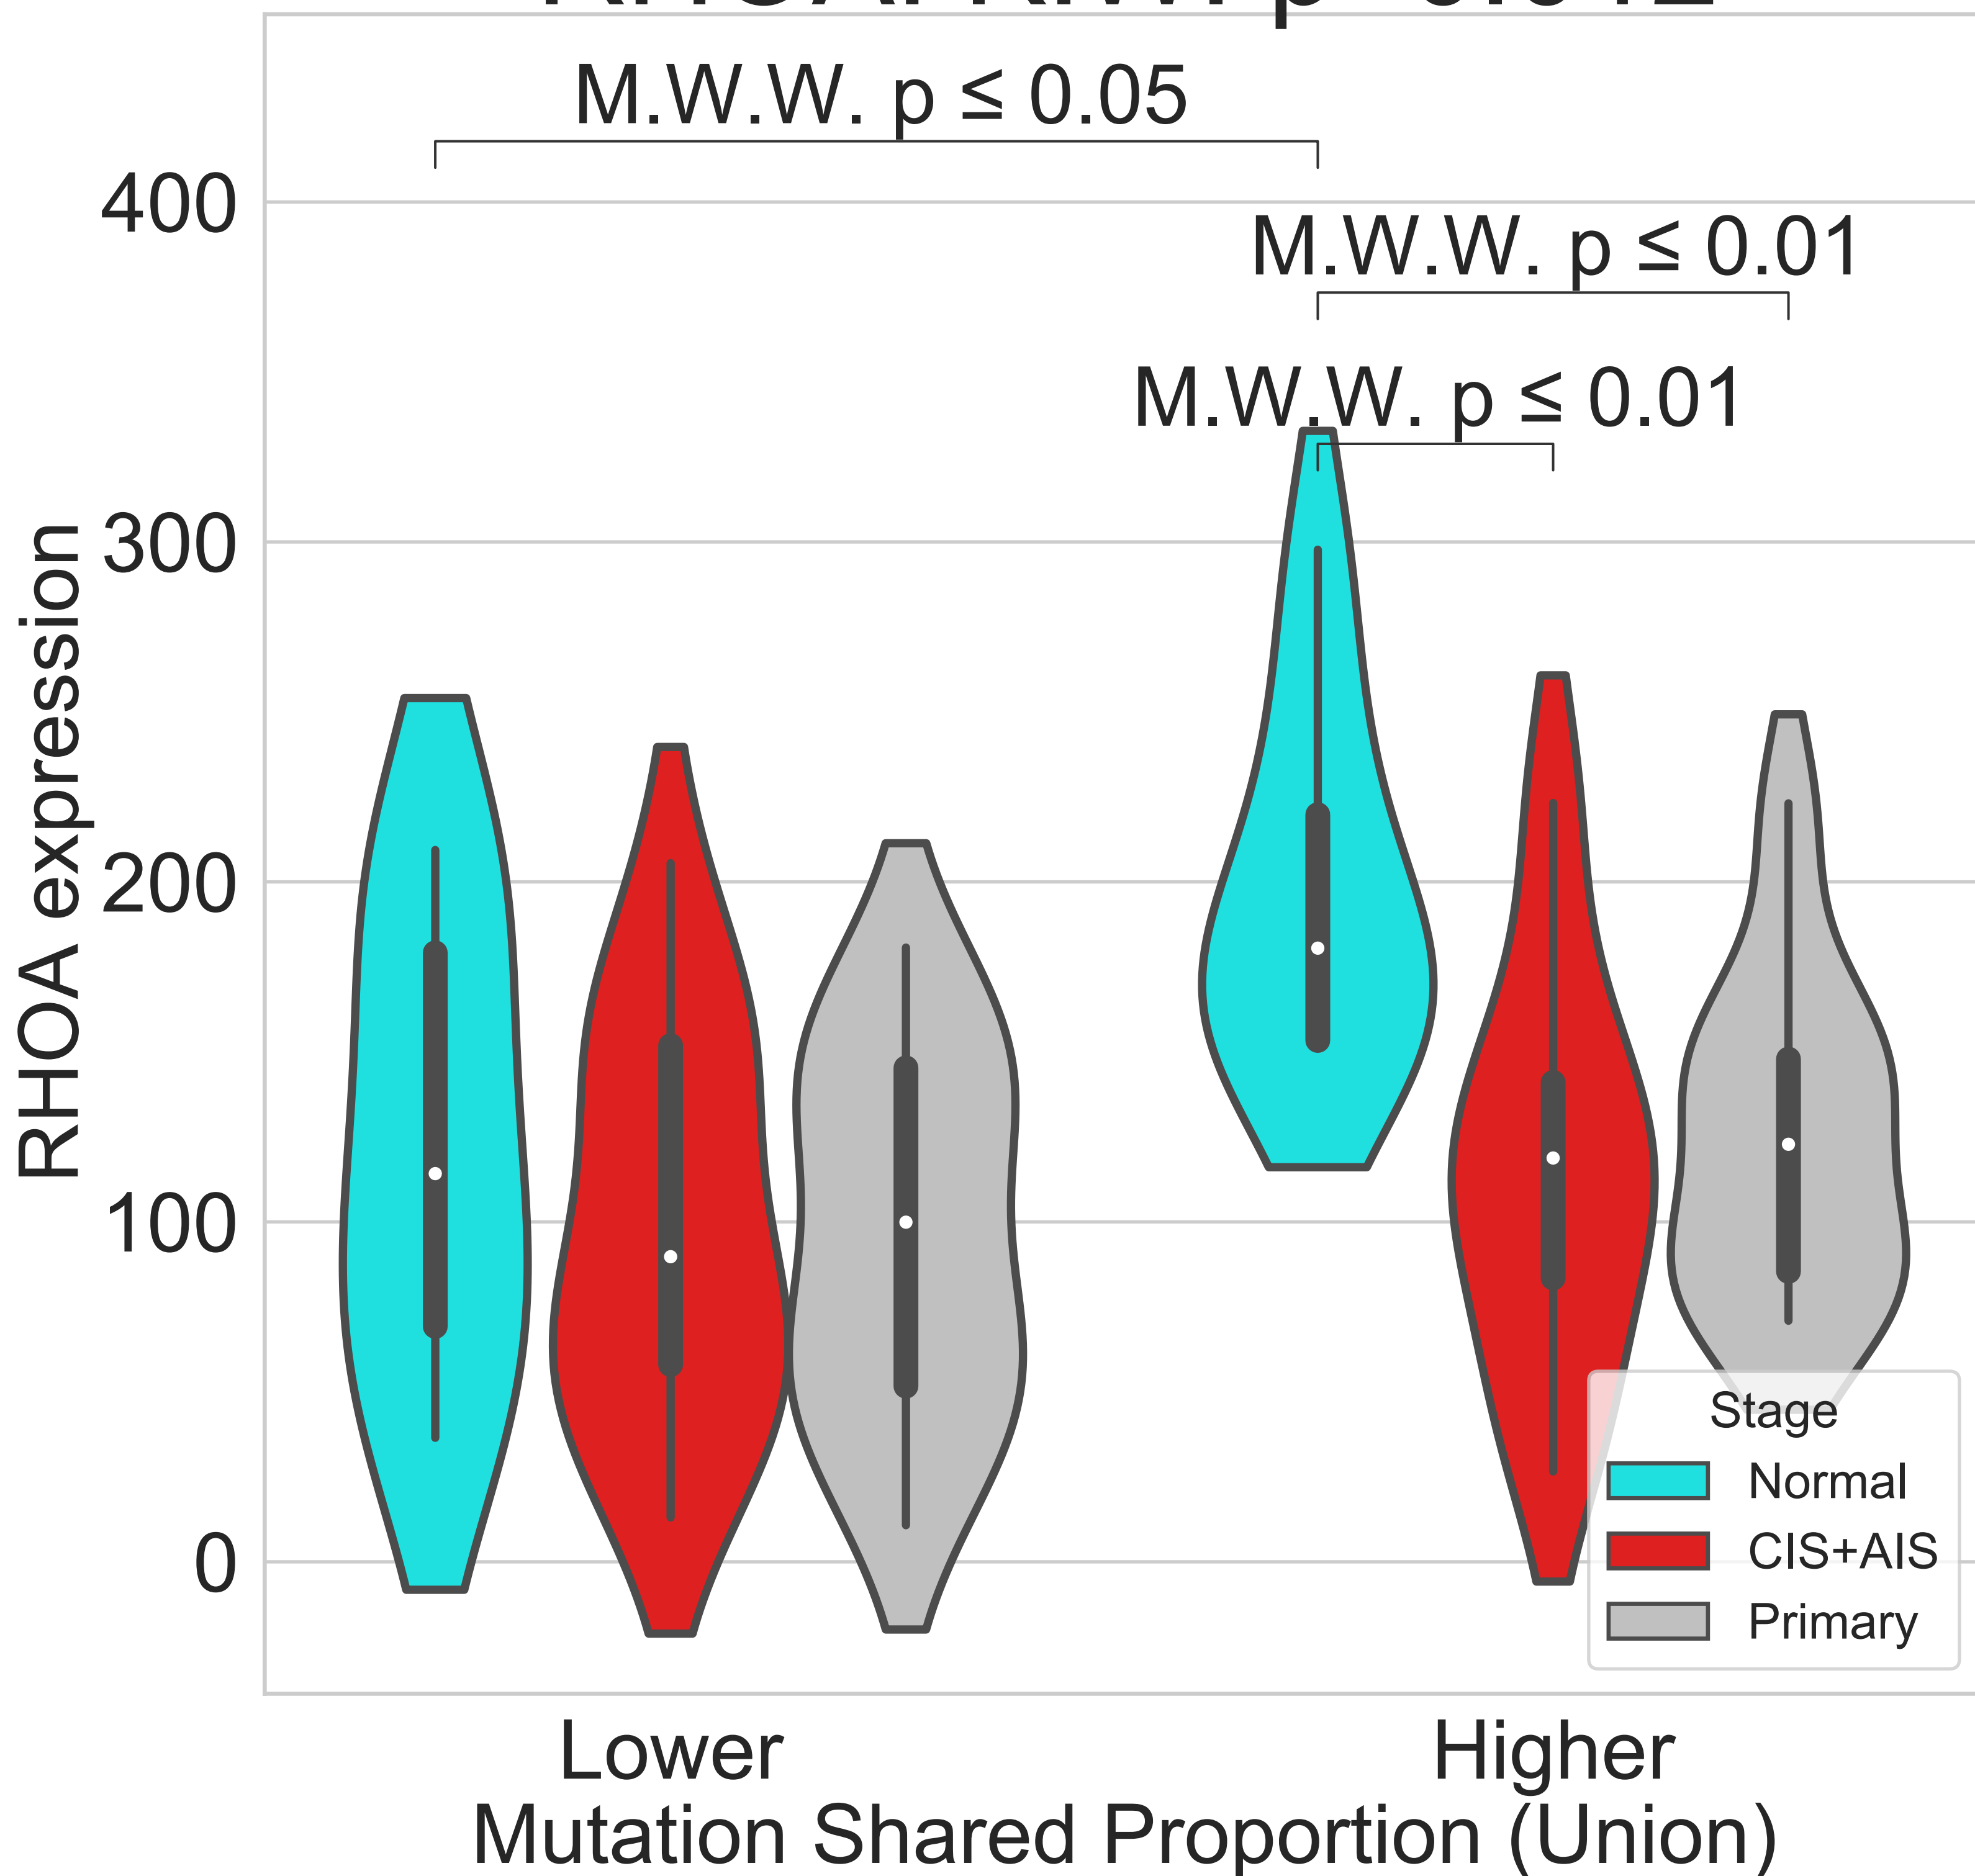 M.W.W. p ≤ 0.05
400
M.W.W. p ≤ 0.01
M.W.W. p ≤ 0.01
300
RHOA expression
200
100
0
Stage
Normal
CIS+AIS
Primary
Lower
Higher
Mutation Shared Proportion (Union)